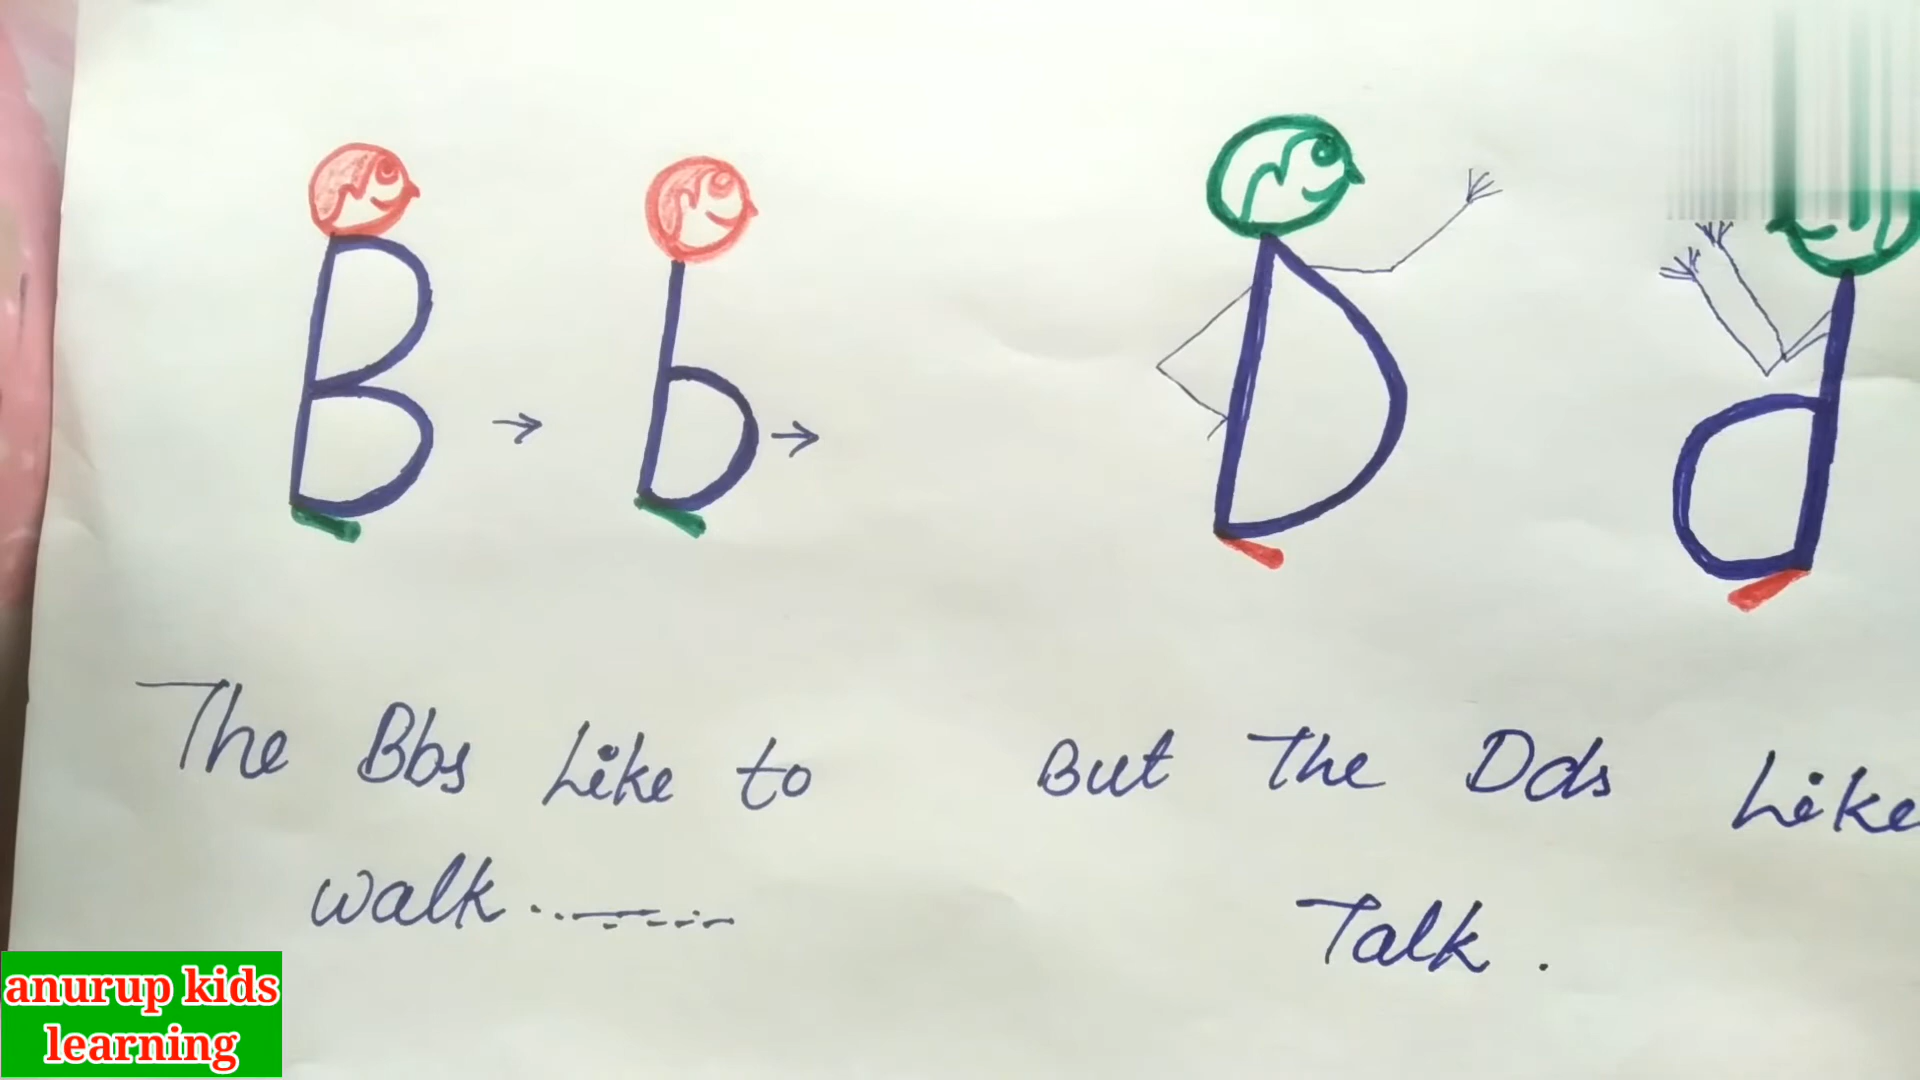 B → b →
D d
The Bbs Like to
walk.
But The Dds Like
Talk.
anurup kids
learning